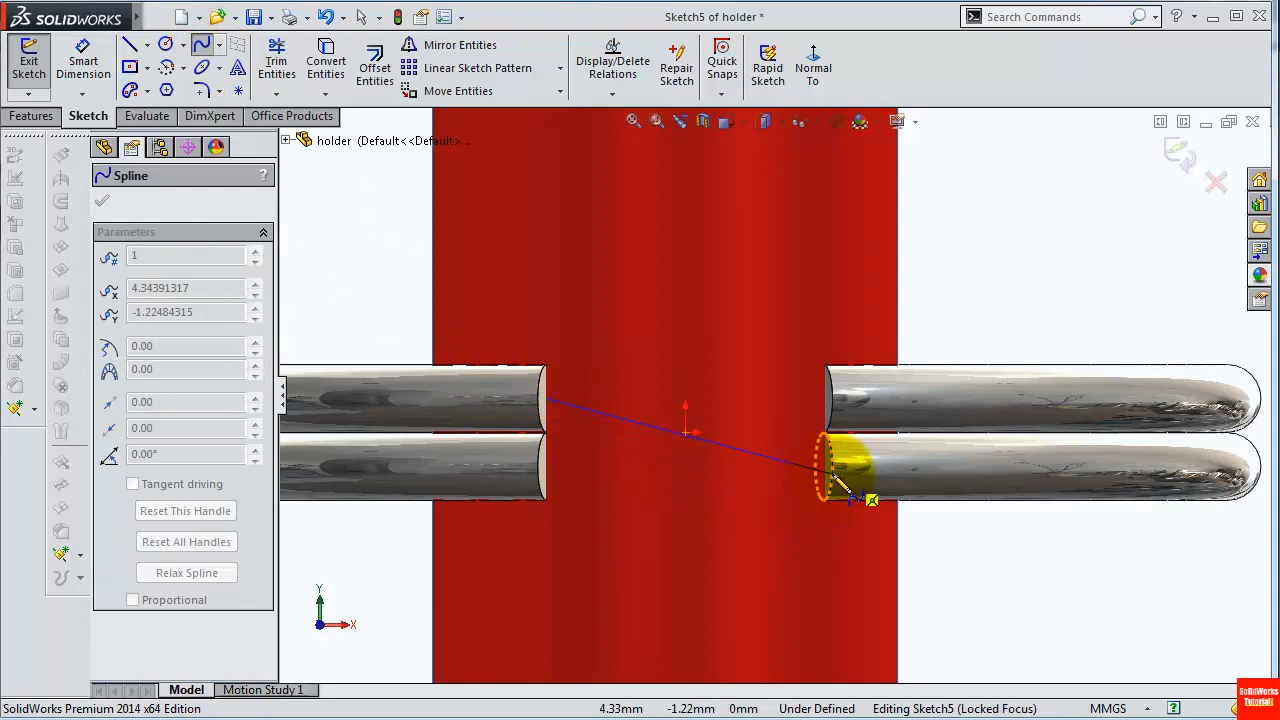 SOLIDWORKS
Sketch5 of holder *
Search Commands
?
Exit Sketch
Smart Dimension
Trim Entities
Convert Entities
Offset Entities
Mirror Entities
Linear Sketch Pattern
Move Entities
Display/Delete Relations
Repair Sketch
Quick Snaps
Rapid Sketch
Normal To
Features
Sketch
Evaluate
DimXpert
Office Products
holder (Default<<Default>...
Spline
?
Parameters
1
4.34391317
-1.22484315
0.00
0.00
0.00
0.00
0.00°
Tangent driving
Reset This Handle
Reset All Handles
Relax Spline
Proportional
Y
X
Model
Motion Study 1
SolidWorks Premium 2014 x64 Edition
4.33mm
-1.22mm
0mm
Under Defined
Editing Sketch5 (Locked Focus)
MMGS
?
SolidWorks
Tutorial!